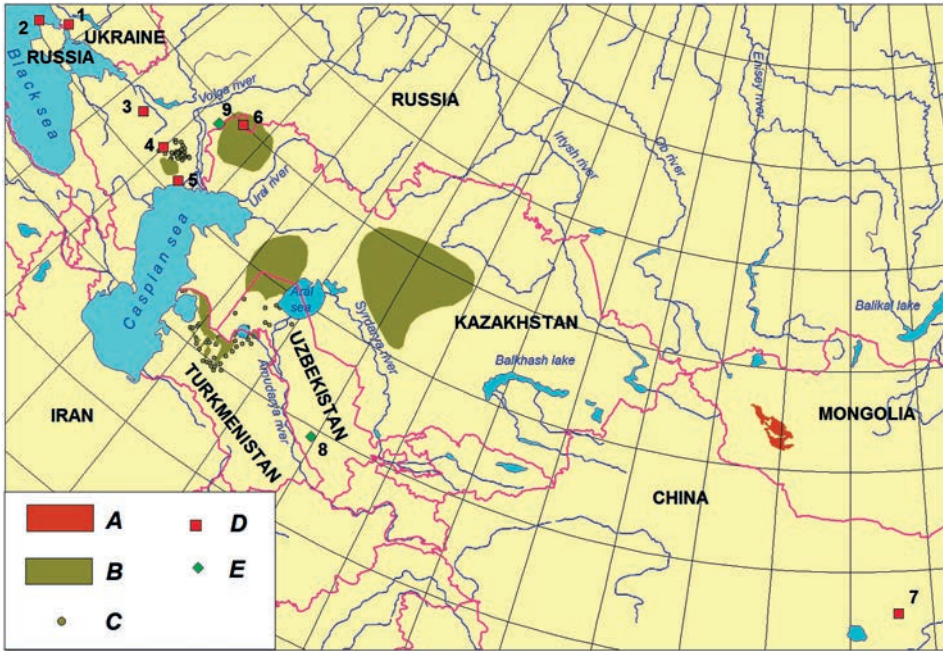 2
1
UKRAINE
RUSSIA
Black sea
3
Volga river
9
6
RUSSIA
Enisey river
4
Irtysh river
Ob river
5
Ural river
Caspian sea
Aral
sea
Syrdarya river
KAZAKHSTAN
Balikal lake
UZBEKISTAN
Balkhash lake
Amudarya river
TURKMENISTAN
IRAN
MONGOLIA
8
CHINA
A
D
B
E
C
7